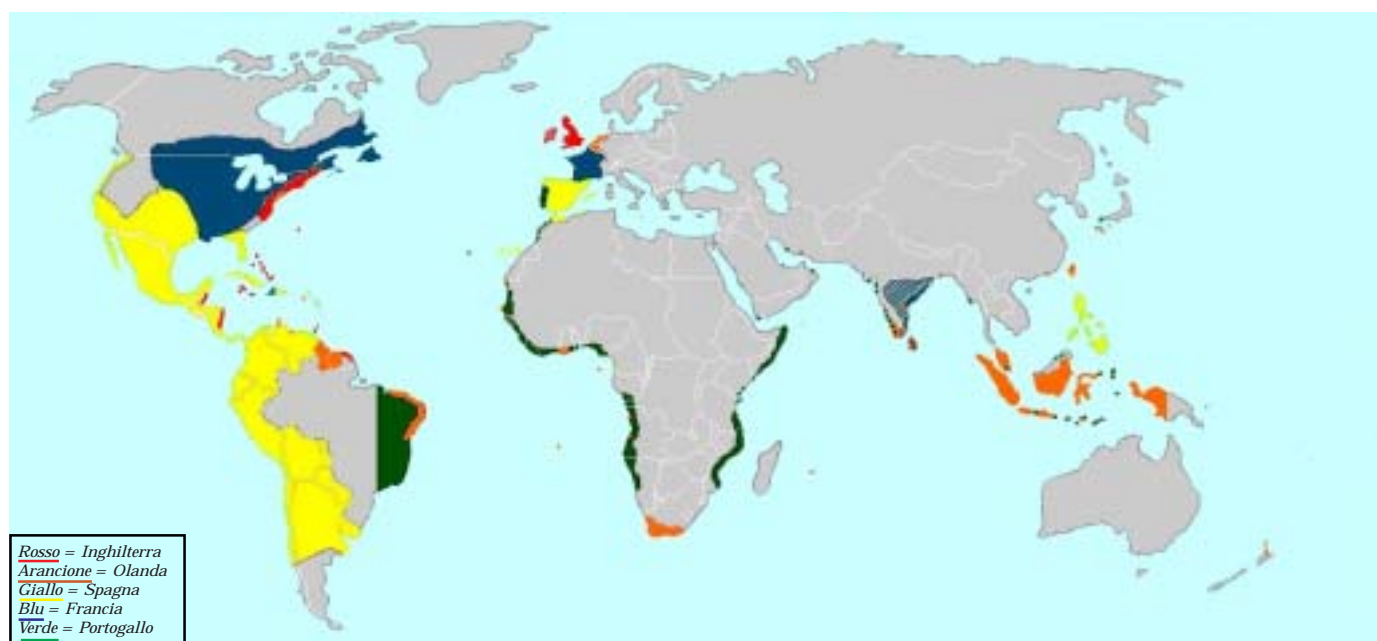 Rosso = Inghilterra
Arancione = Olanda
Giallo = Spagna
Blu = Francia
Verde = Portogallo